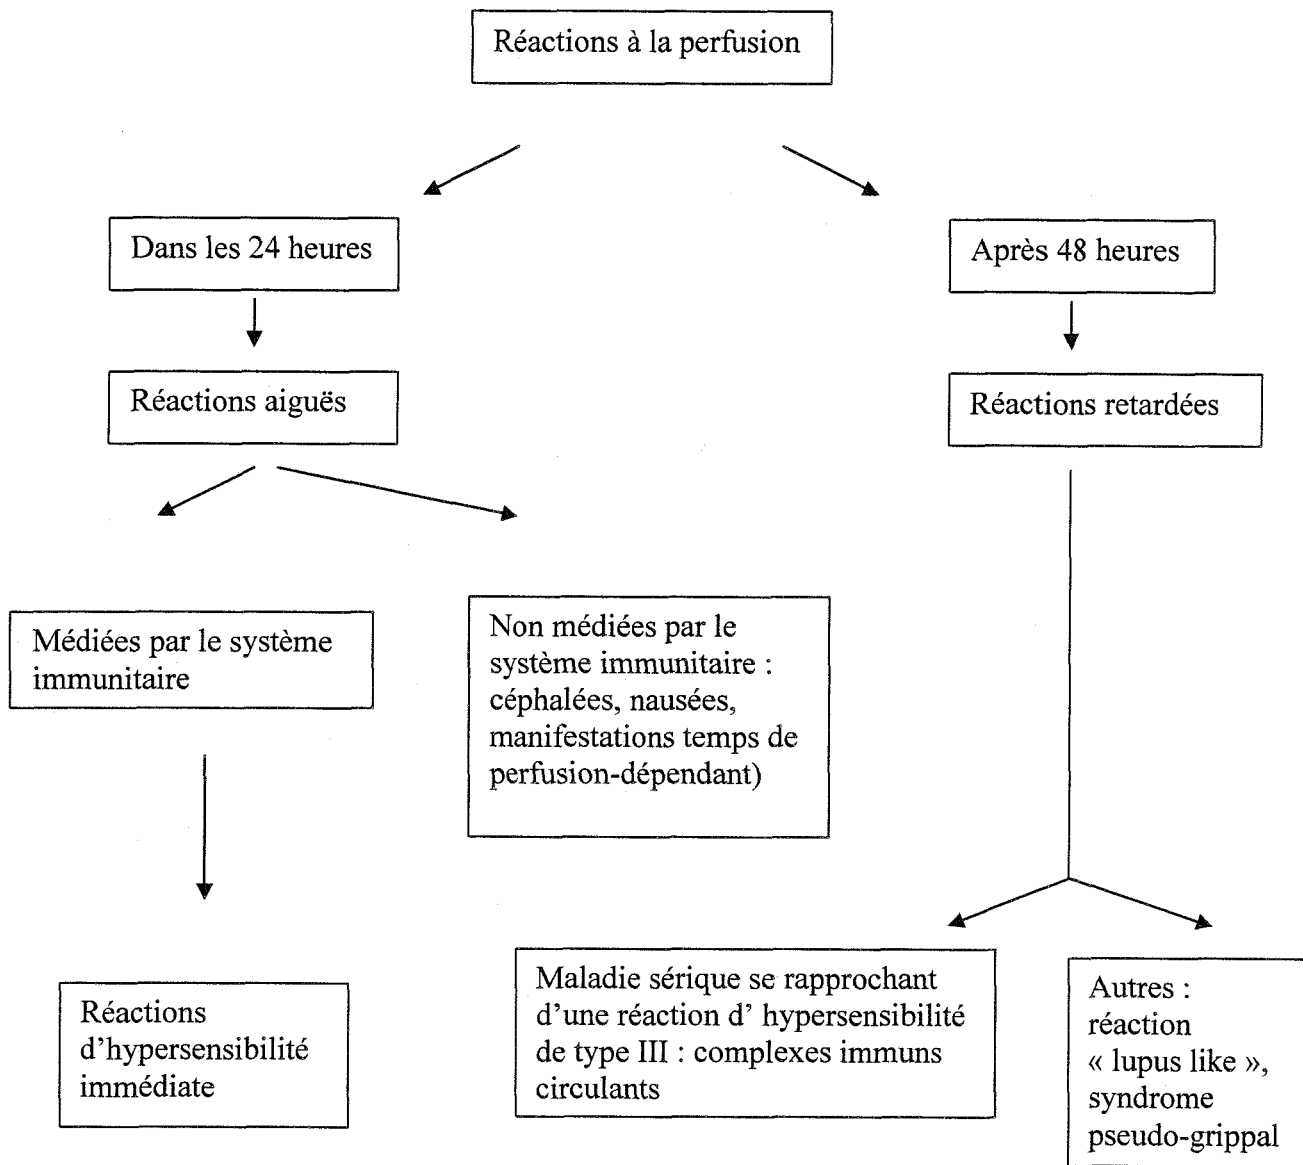 Réactions à la perfusion
Dans les 24 heures
Après 48 heures
Réactions aiguës
Réactions retardées
Médiées par le système
immunitaire
Non médiées par le
système immunitaire :
céphalées, nausées,
manifestations temps de
perfusion-dépendant)
Réactions
d'hypersensibilité
immédiate
Maladie sérique se rapprochant
d'une réaction d' hypersensibilité
de type III : complexes immuns
circulants
Autres :
réaction
« lupus like »,
syndrome
pseudo-grippal